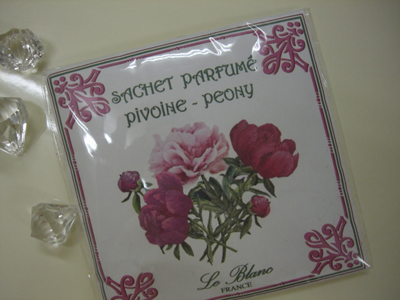 SACHET PARFUMÉ
PIVOINE - PEONY
Le Blanc
FRANCE